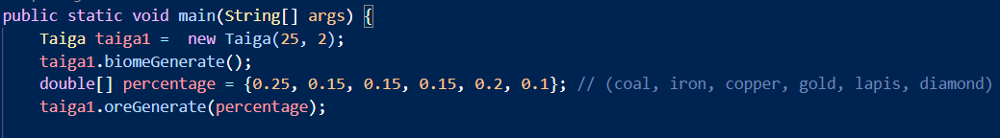 public static void main(String[] args) {
    Taiga taiga1 =  new Taiga(25, 2);
    taiga1.biomeGenerate();
    double[] percentage = {0.25, 0.15, 0.15, 0.15, 0.2, 0.1}; // (coal, iron, copper, gold, lapis, diamond)
    taiga1.oreGenerate(percentage);